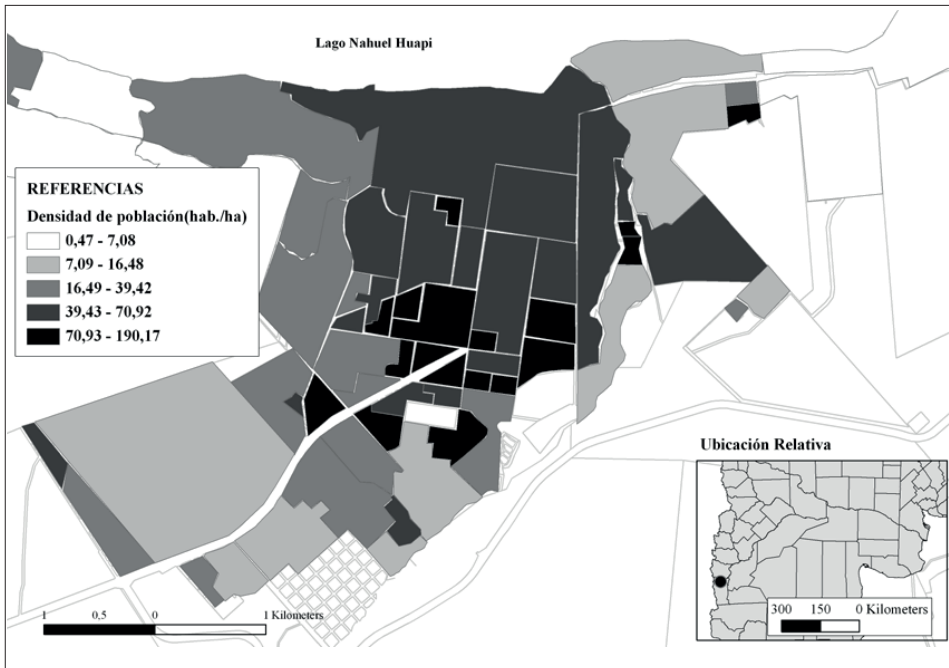 Lago Nahuel Huapi
REFERENCIAS
Densidad de población(hab./ha)
0,47 - 7,08
7,09 - 16,48
16,49 - 39,42
39,43 - 70,92
70,93 - 190,17
Ubicación Relativa
300 150 0 Kilometers
1 0,5 0 1 Kilometers